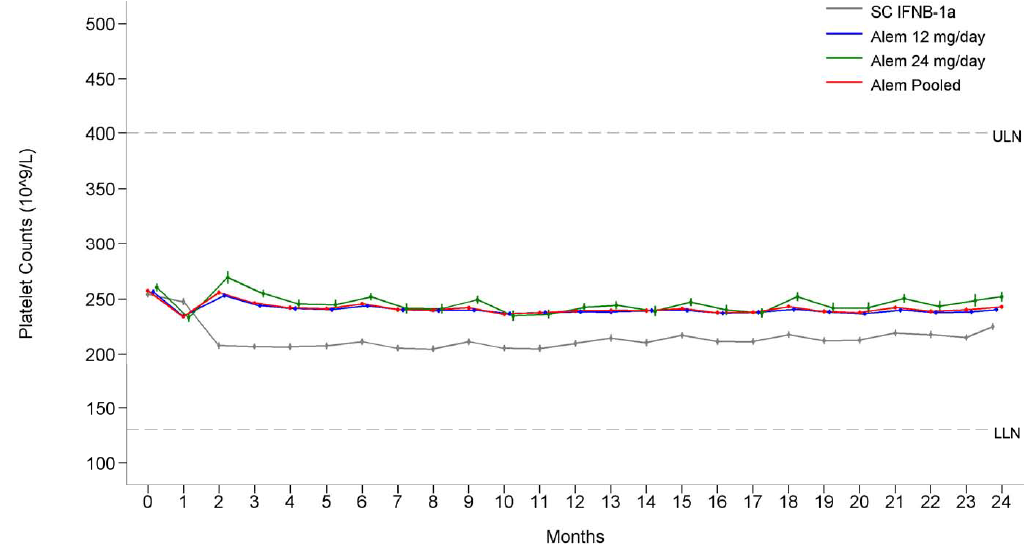 SC IFNB-1a
Alem 12 mg/day
Alem 24 mg/day
Alem Pooled
Platelet Counts (10^9/L)
500
450
400
350
300
250
200
150
100
ULN
LLN
0 1 2 3 4 5 6 7 8 9 10 11 12 13 14 15 16 17 18 19 20 21 22 23 24
Months